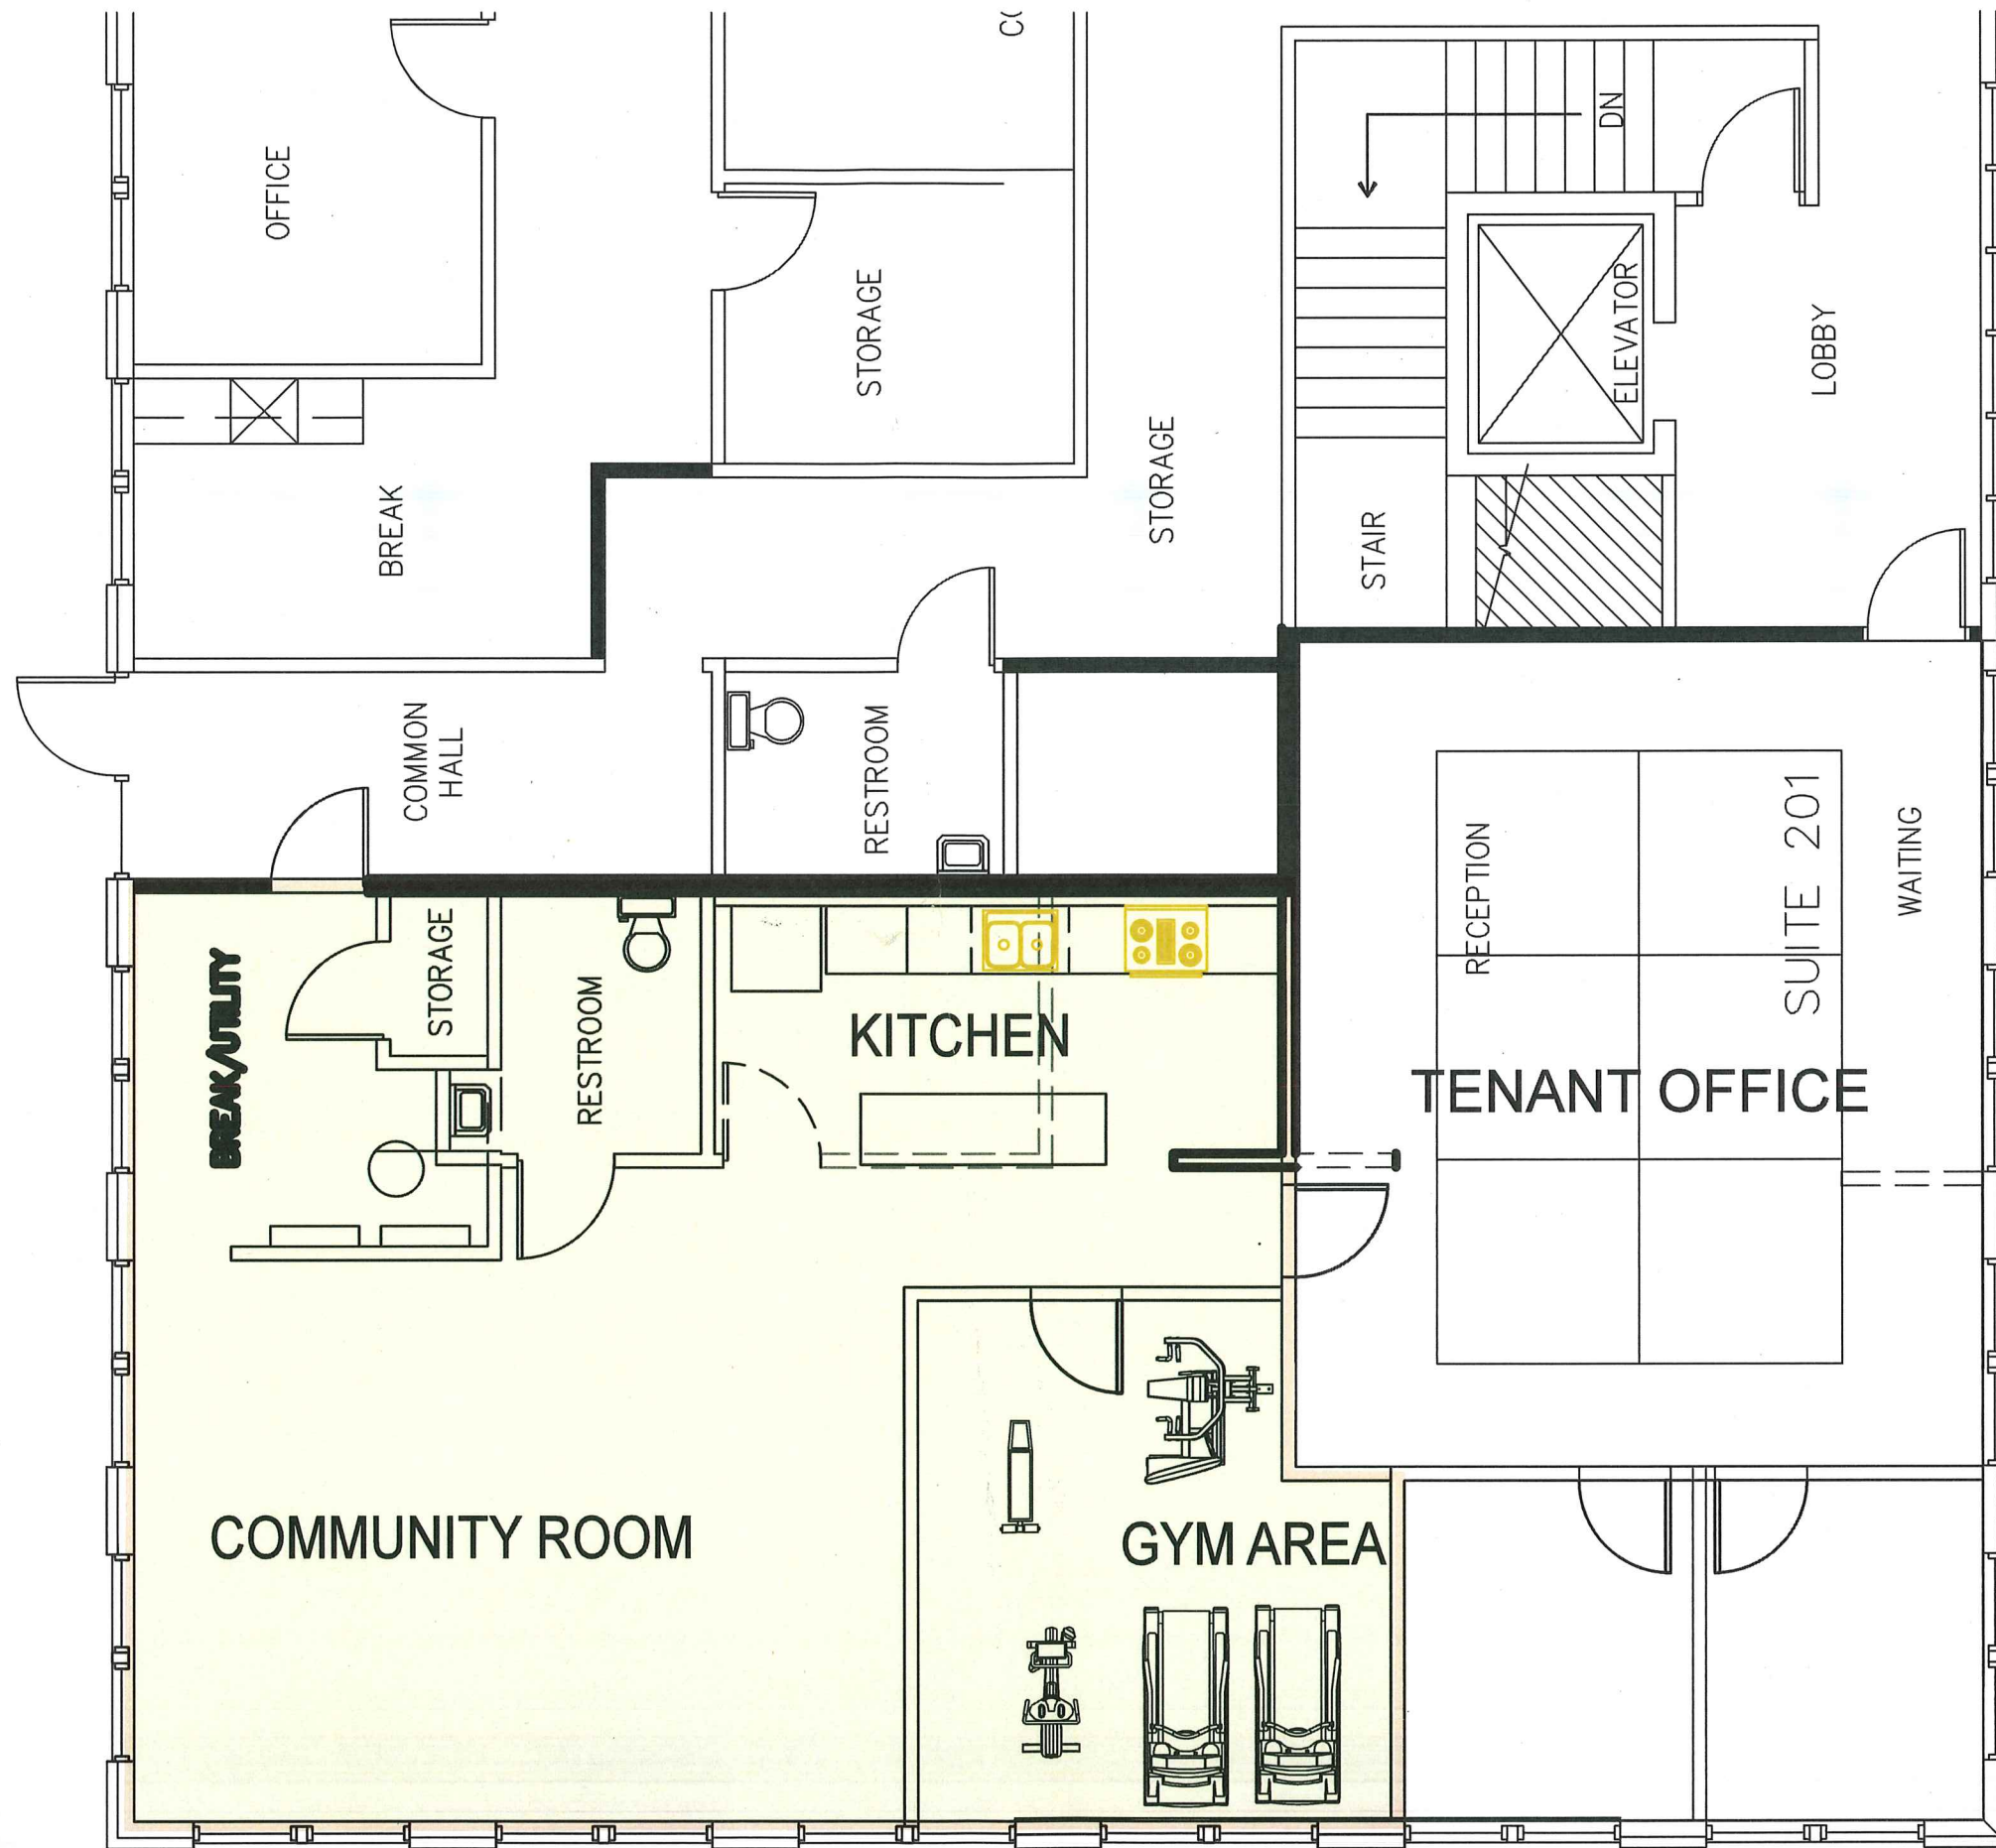 OFFICE
STORAGE
DN
ELEVATOR
LOBBY
BREAK
STORAGE
STAIR
COMMON
HALL
RESTROOM
RECEPTION
SUITE 201
WAITING
BREAK/UTILITY
STORAGE
RESTROOM
KITCHEN
TENANT OFFICE
COMMUNITY ROOM
GYM AREA